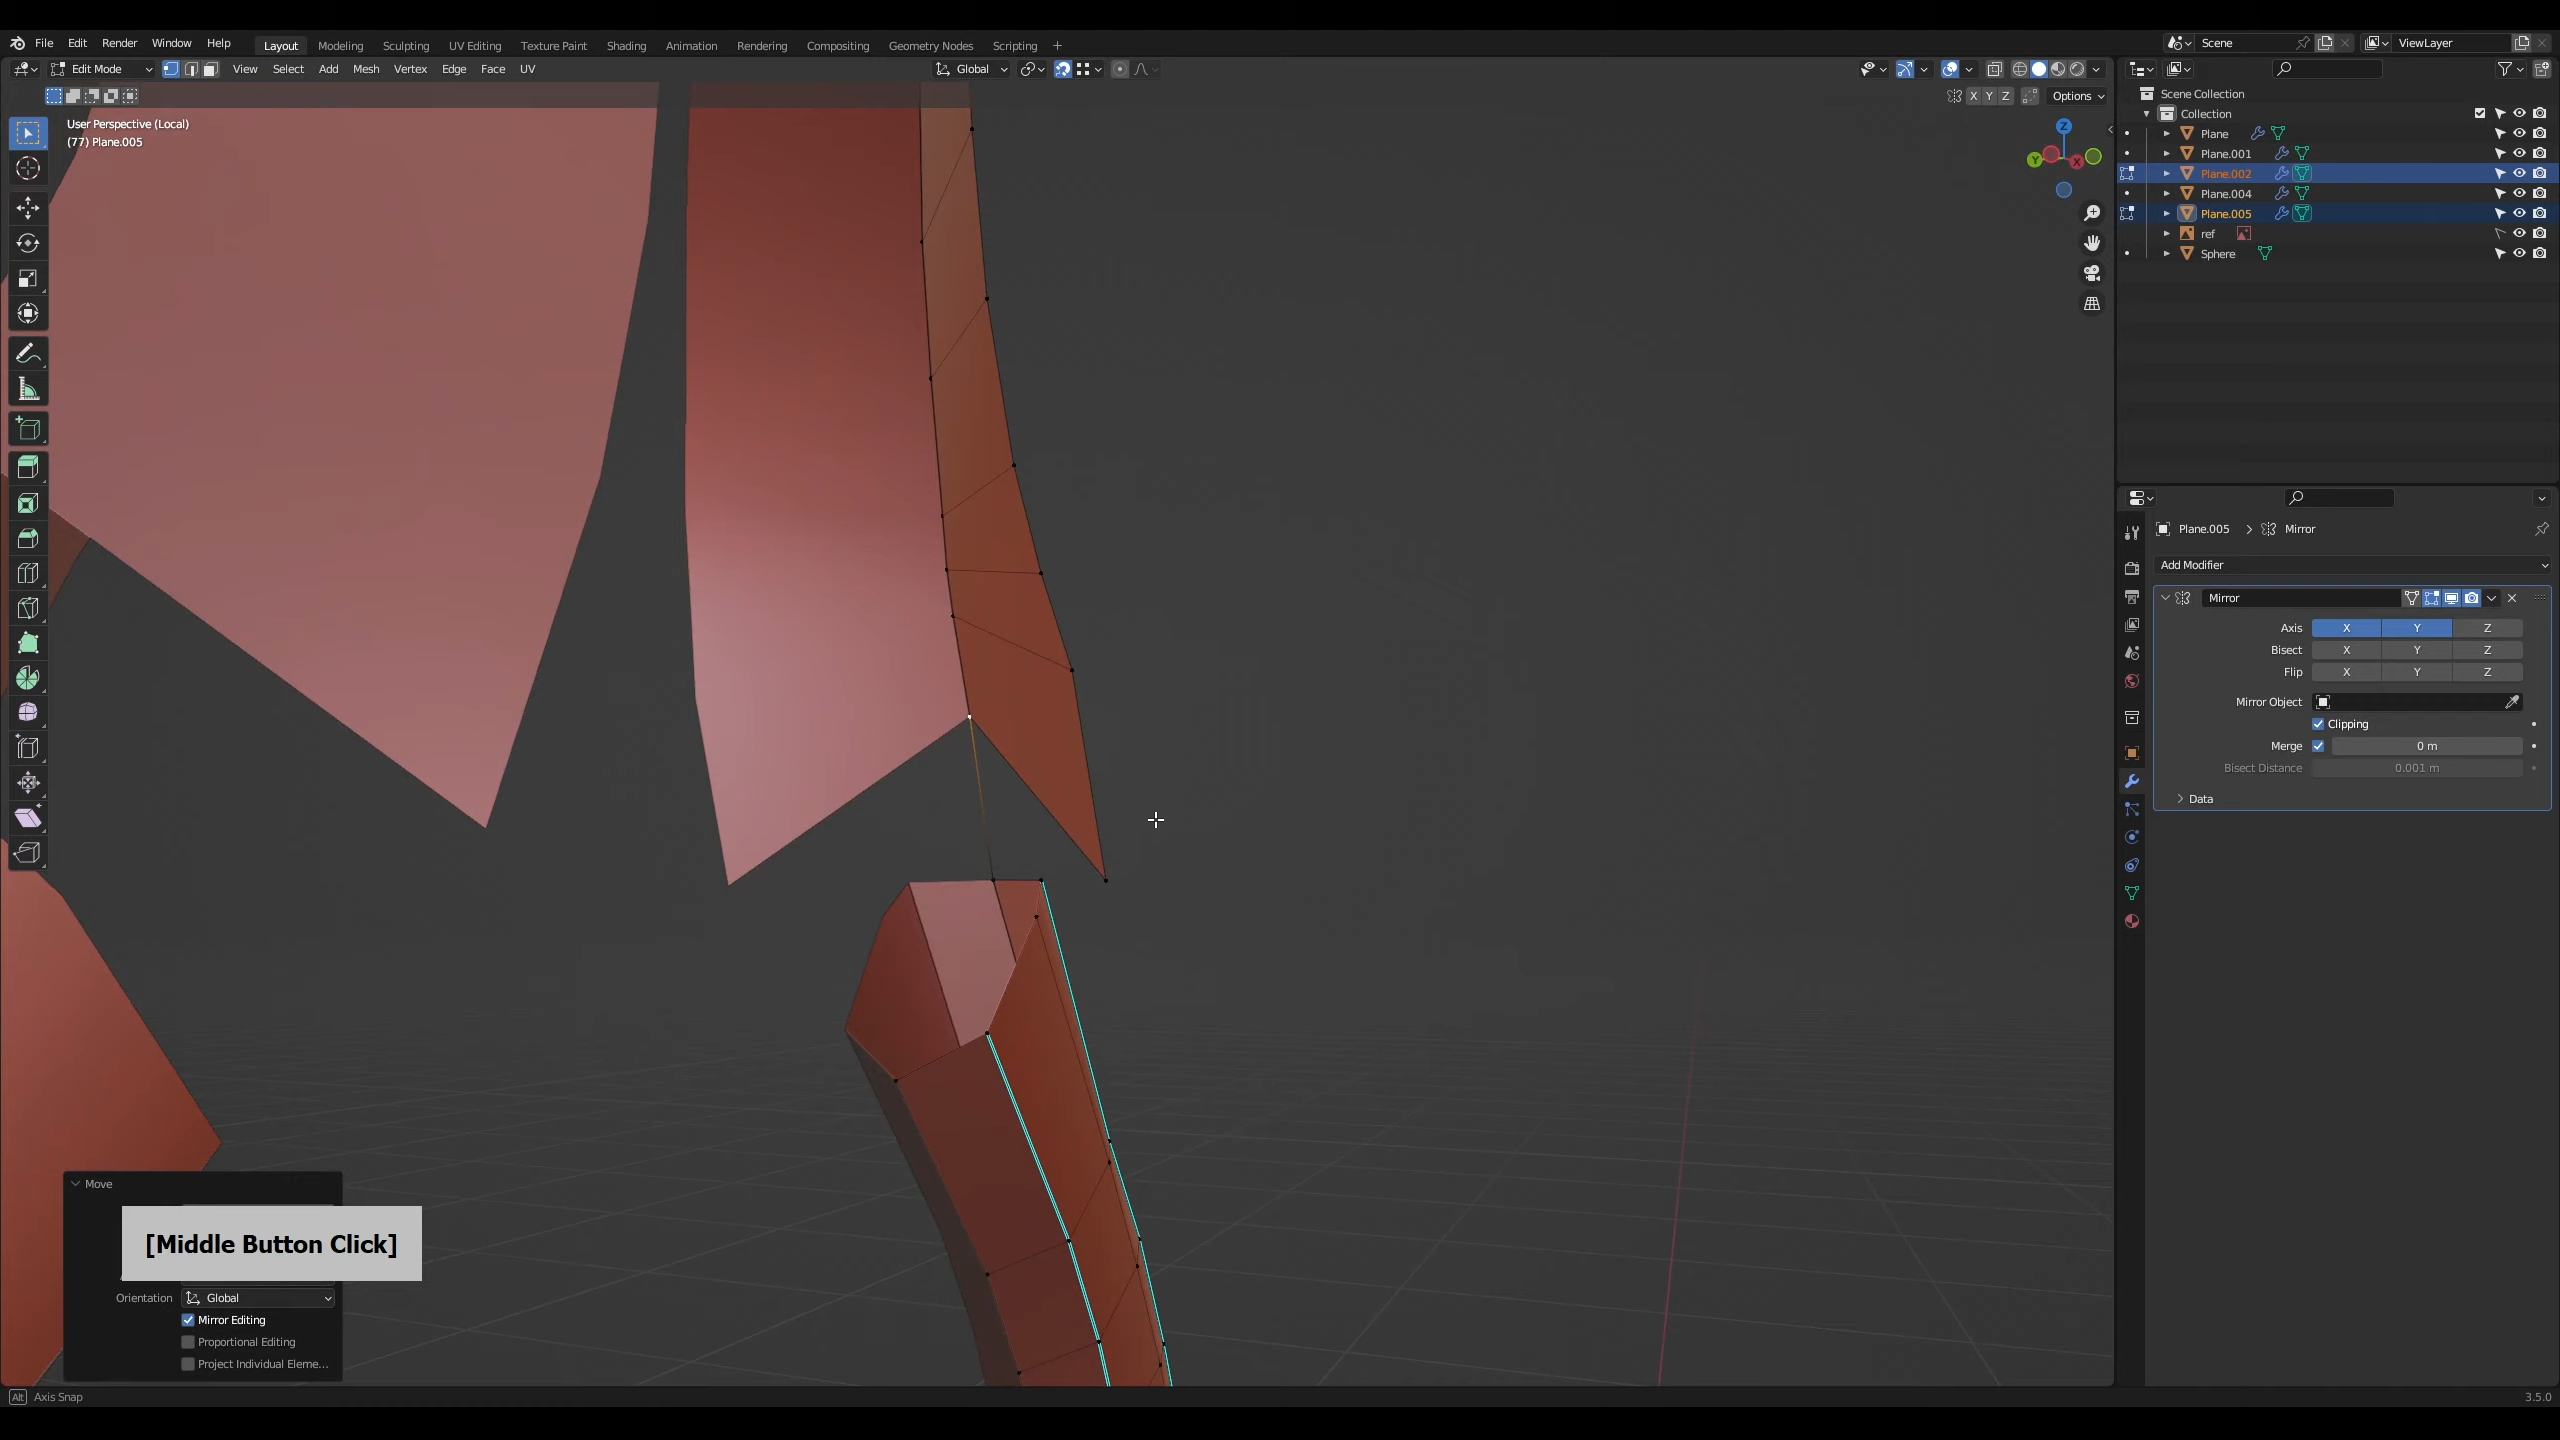 File Edit Render Window Help Layout Modeling Sculpting UV Editing Texture Paint Shading Animation Rendering Compositing Geometry Nodes Scripting + Scene ViewLayer
Edit Mode View Select Add Mesh Vertex Edge Face UV Global
X Y Z Options
User Perspective (Local)
(77) Plane.005
Z
Y
X
Scene Collection
Collection
Plane
Plane.001
Plane.002
Plane.004
Plane.005
ref
Sphere
Plane.005 > Mirror
Add Modifier
Mirror
Axis X Y Z
Bisect X Y Z
Flip X Y Z
Mirror Object
Clipping
Merge 0 m
Bisect Distance 0.001 m
Data
Move
[Middle Button Click]
Orientation Global
Mirror Editing
Proportional Editing
Project Individual Eleme...
Alt Axis Snap
3.5.0